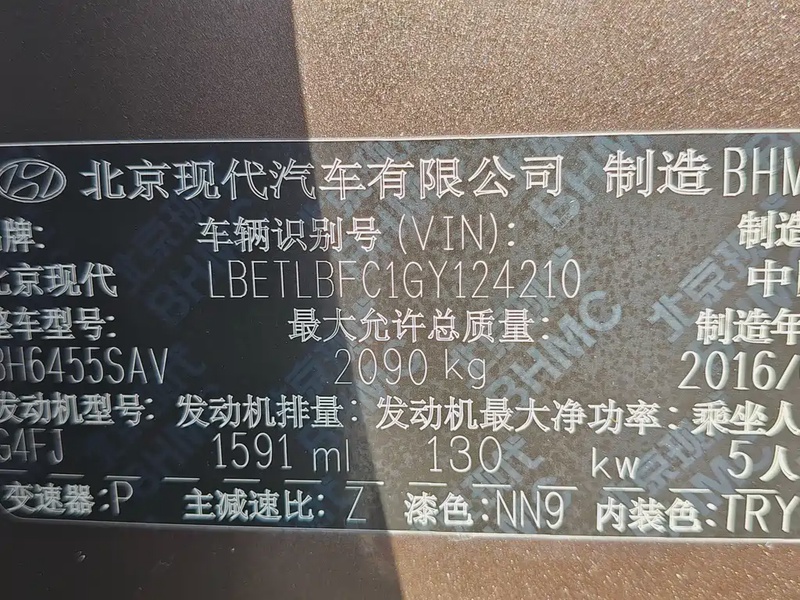 北京现代汽车有限公司 制造 BHM
牌: 车辆识别号(VIN): 制造
北京现代 LBETLBFC1GY124210 中
整车型号: 最大允许总质量: 制造年
BH6455SAV 2090 kg 2016/
发动机型号: 发动机排量: 发动机最大净功率: 乘坐人
G4FJ 1591 ml 130 kw 5人
变速器:P 主减速比: Z 漆色:NN9 内装色:TRY